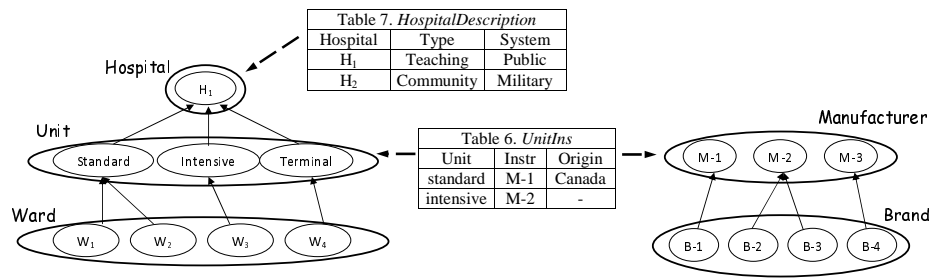 Table 7. HospitalDescription
Hospital Type System
H₁ Teaching Public
H₂ Community Military
Hospital
H₁
Unit
Standard Intensive Terminal
Ward
W₁ W₂ W₃ W₄
Table 6. UnitIns
Unit Instr Origin
standard M-1 Canada
intensive M-2 -
Manufacturer
M-1 M-2 M-3
Brand
B-1 B-2 B-3 B-4